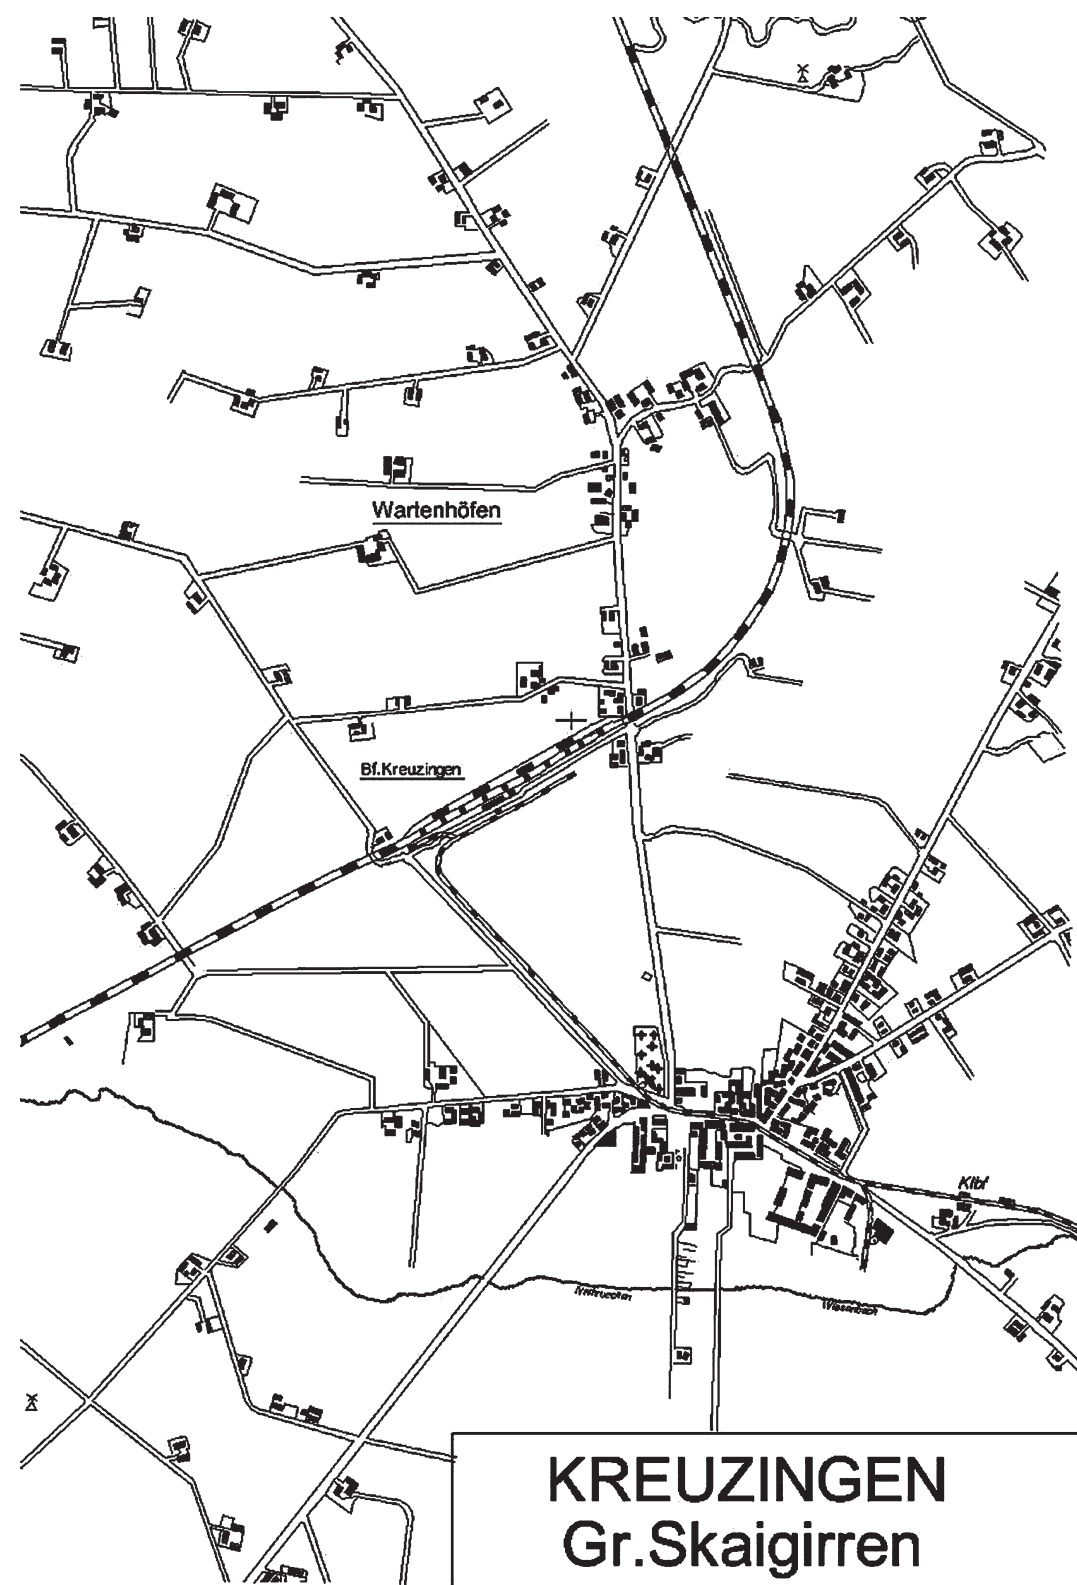 Wartenhöfen
Bf.Kreuzingen
Klbf
Wiesenbach
KREUZINGEN
Gr.Skaigirren